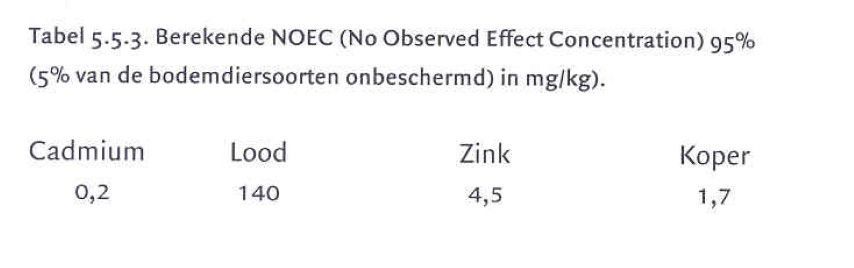 Tabel 5.5.3. Berekende NOEC (No Observed Effect Concentration) 95%
(5% van de bodemdiersoorten onbeschermd) in mg/kg).
Cadmium Lood Zink Koper
0,2 140 4,5 1,7